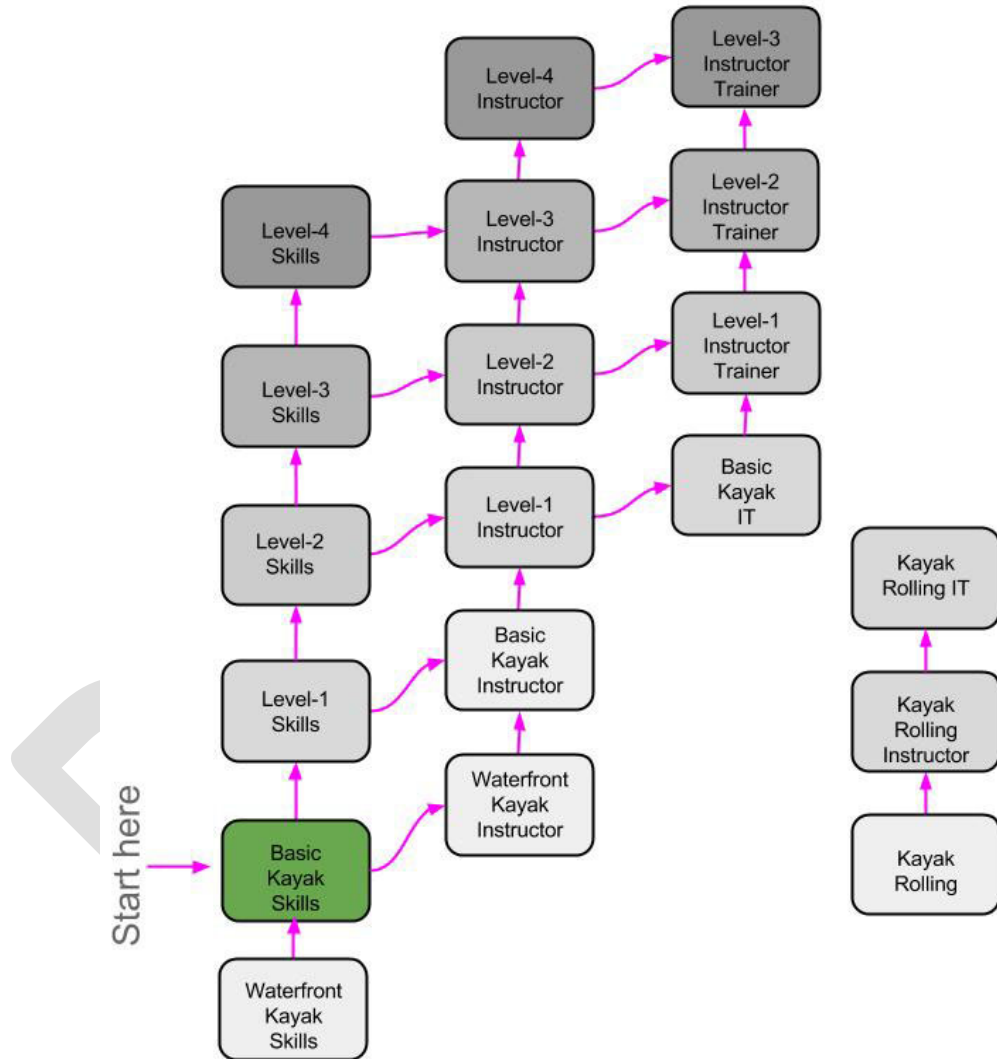 Level-3
Instructor
Trainer
Level-4
Instructor
Level-2
Instructor
Trainer
Level-3
Instructor
Level-4
Skills
Level-1
Instructor
Trainer
Level-2
Instructor
Level-3
Skills
Basic
Kayak
IT
Level-1
Instructor
Level-2
Skills
Kayak
Rolling IT
Basic
Kayak
Instructor
Level-1
Skills
Kayak
Rolling
Instructor
Waterfront
Kayak
Instructor
Start here
Basic
Kayak
Skills
Kayak
Rolling
Waterfront
Kayak
Skills